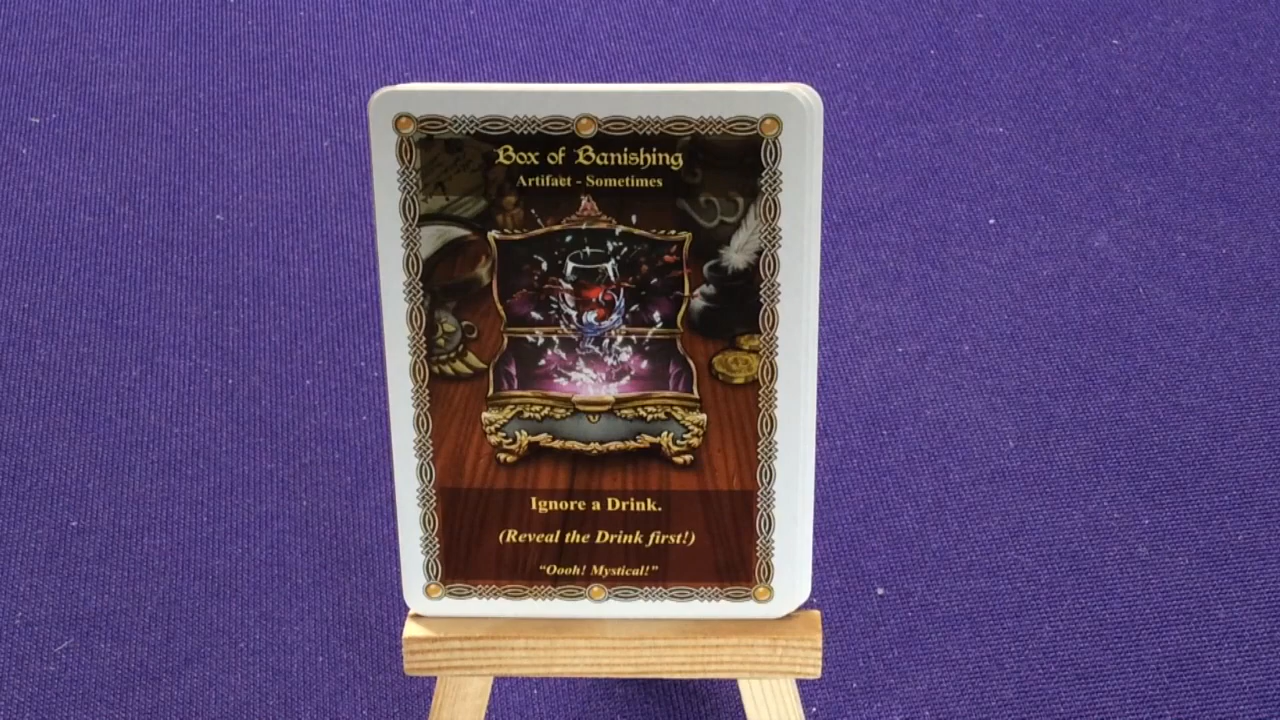 Box of Banishing
Artifact - Sometimes
Ignore a Drink.
(Reveal the Drink first!)
"Oooh! Mystical!"